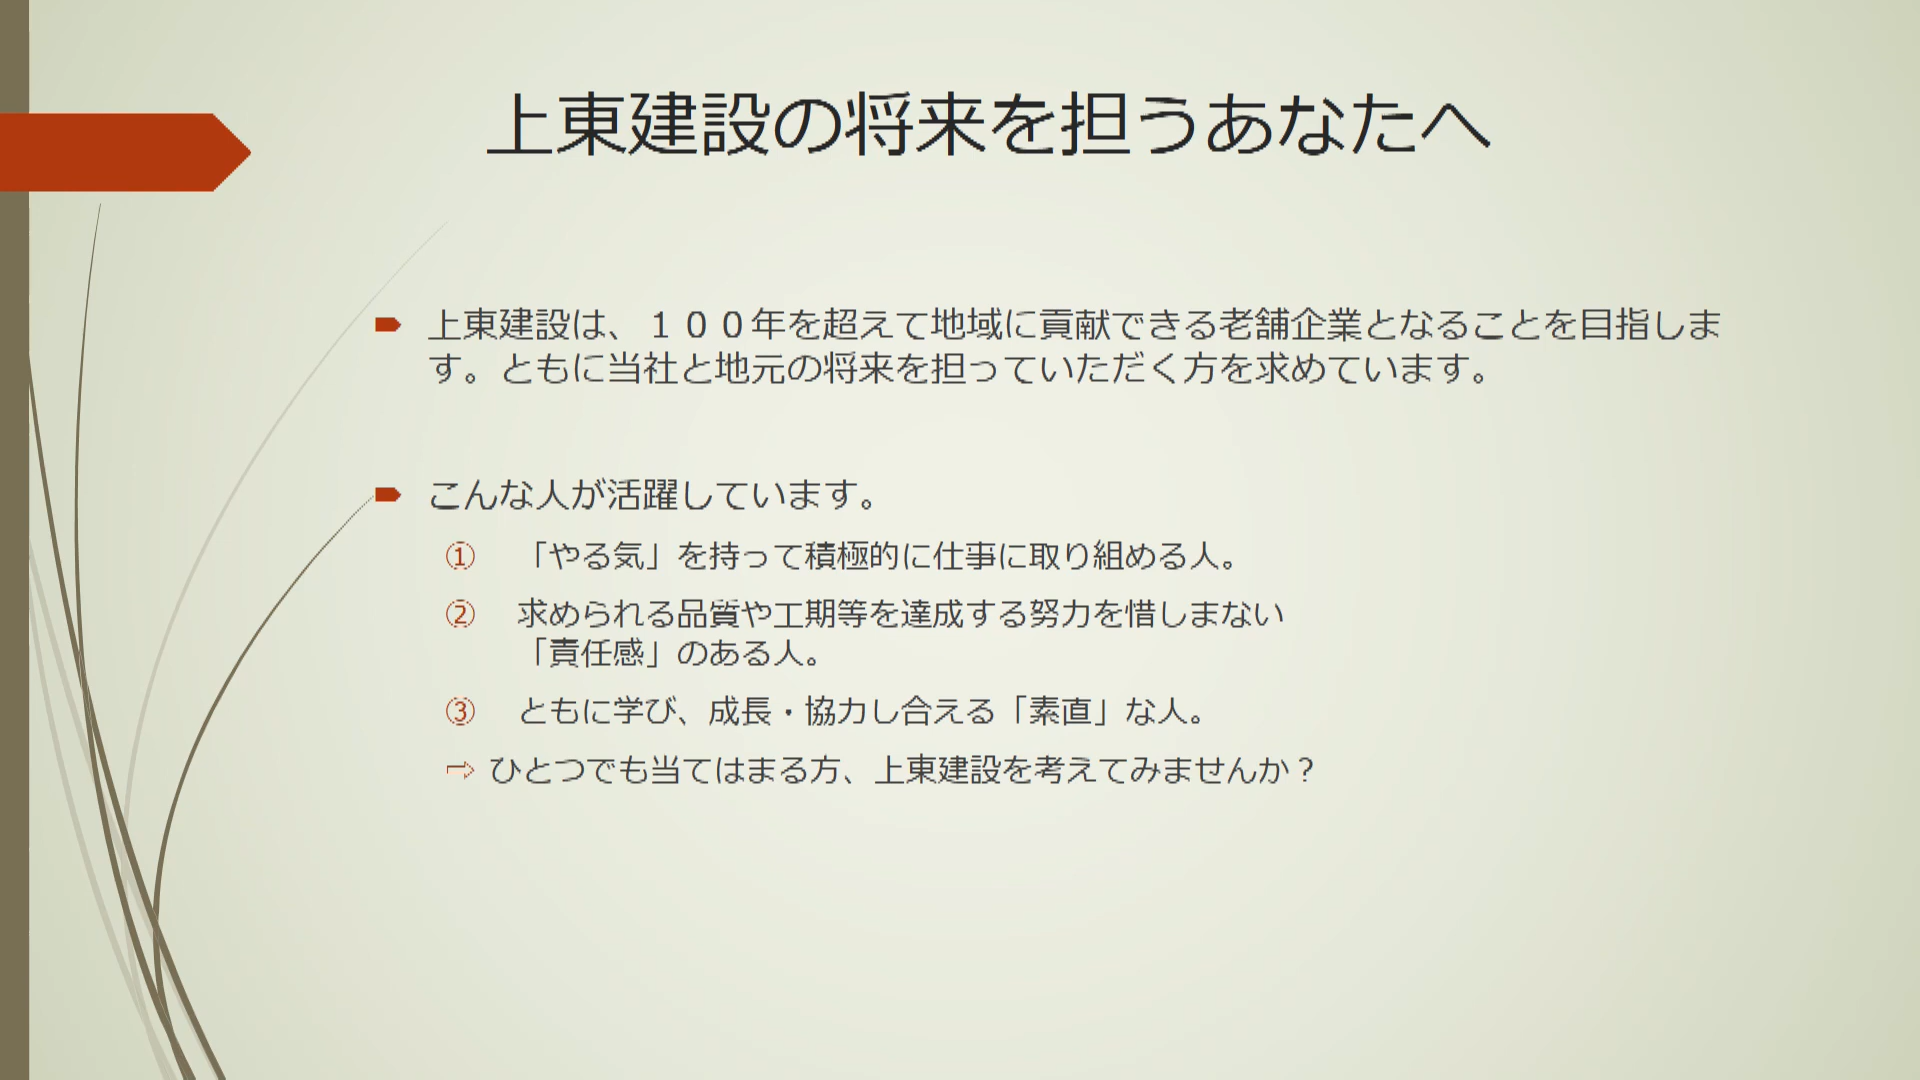 上東建設の将来を担うあなたへ
上東建設は、１００年を超えて地域に貢献できる老舗企業となることを目指しま
す。ともに当社と地元の将来を担っていただく方を求めています。
こんな人が活躍しています。
① 「やる気」を持って積極的に仕事に取り組める人。
② 求められる品質や工期等を達成する努力を惜しまない
「責任感」のある人。
③ ともに学び、成長・協力し合える「素直」な人。
⇨ ひとつでも当てはまる方、上東建設を考えてみませんか？